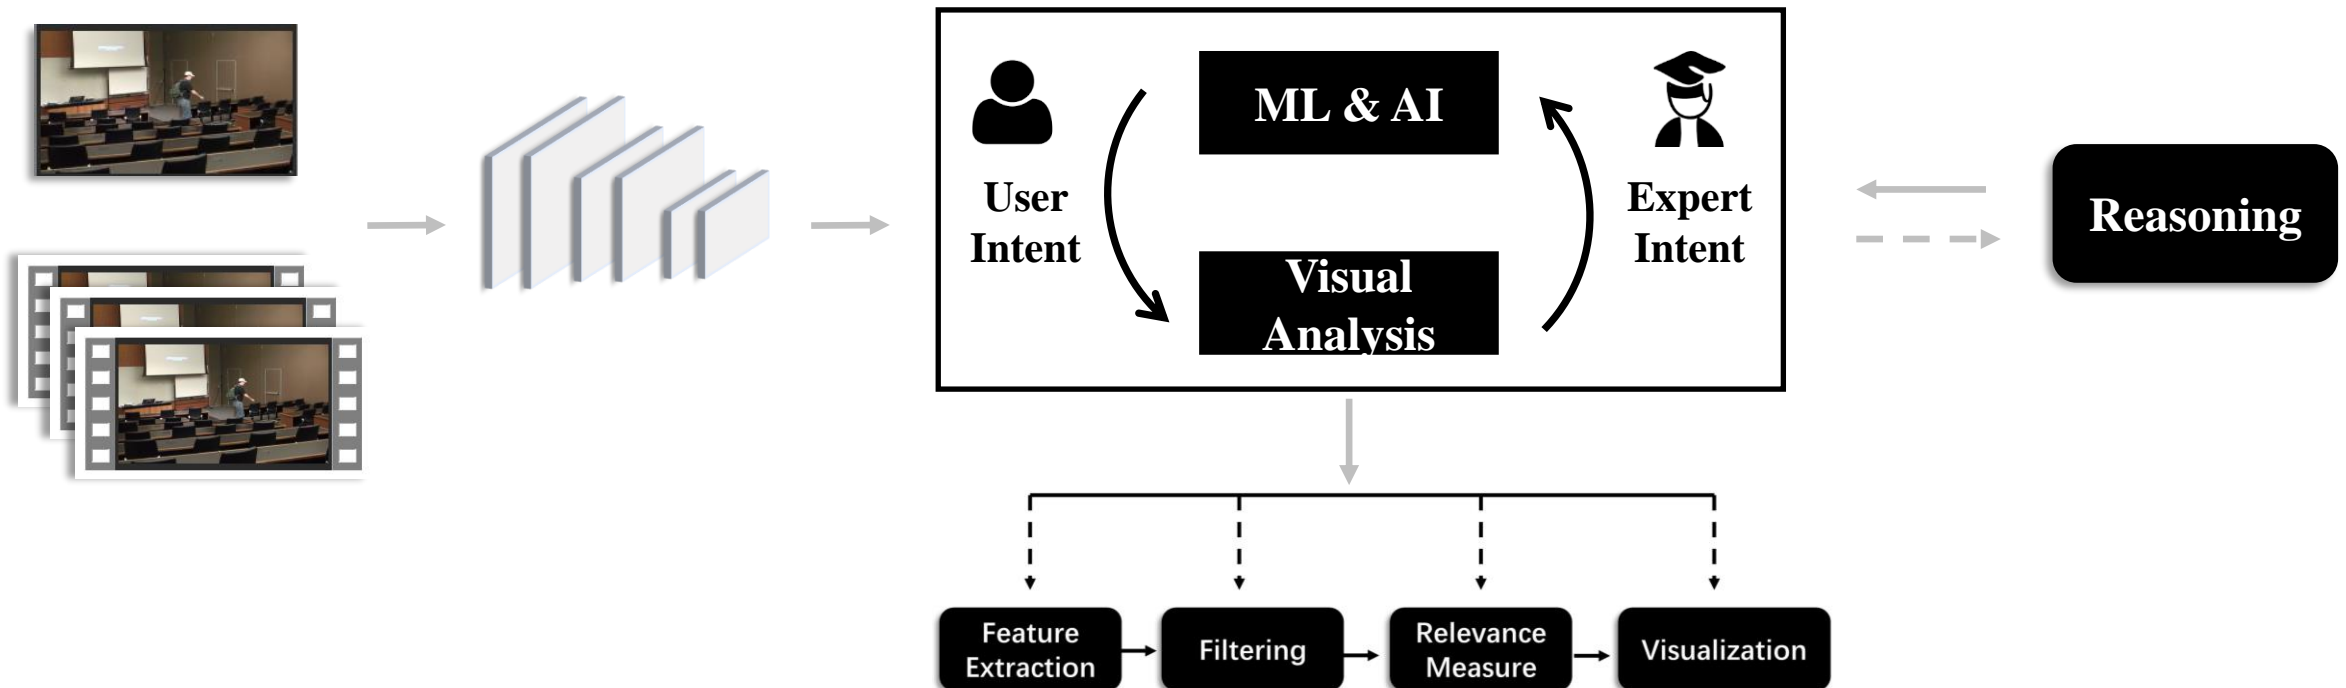 ML & AI
User
Intent
Expert
Intent
Visual
Analysis
Reasoning
Feature
Extraction
Filtering
Relevance
Measure
Visualization